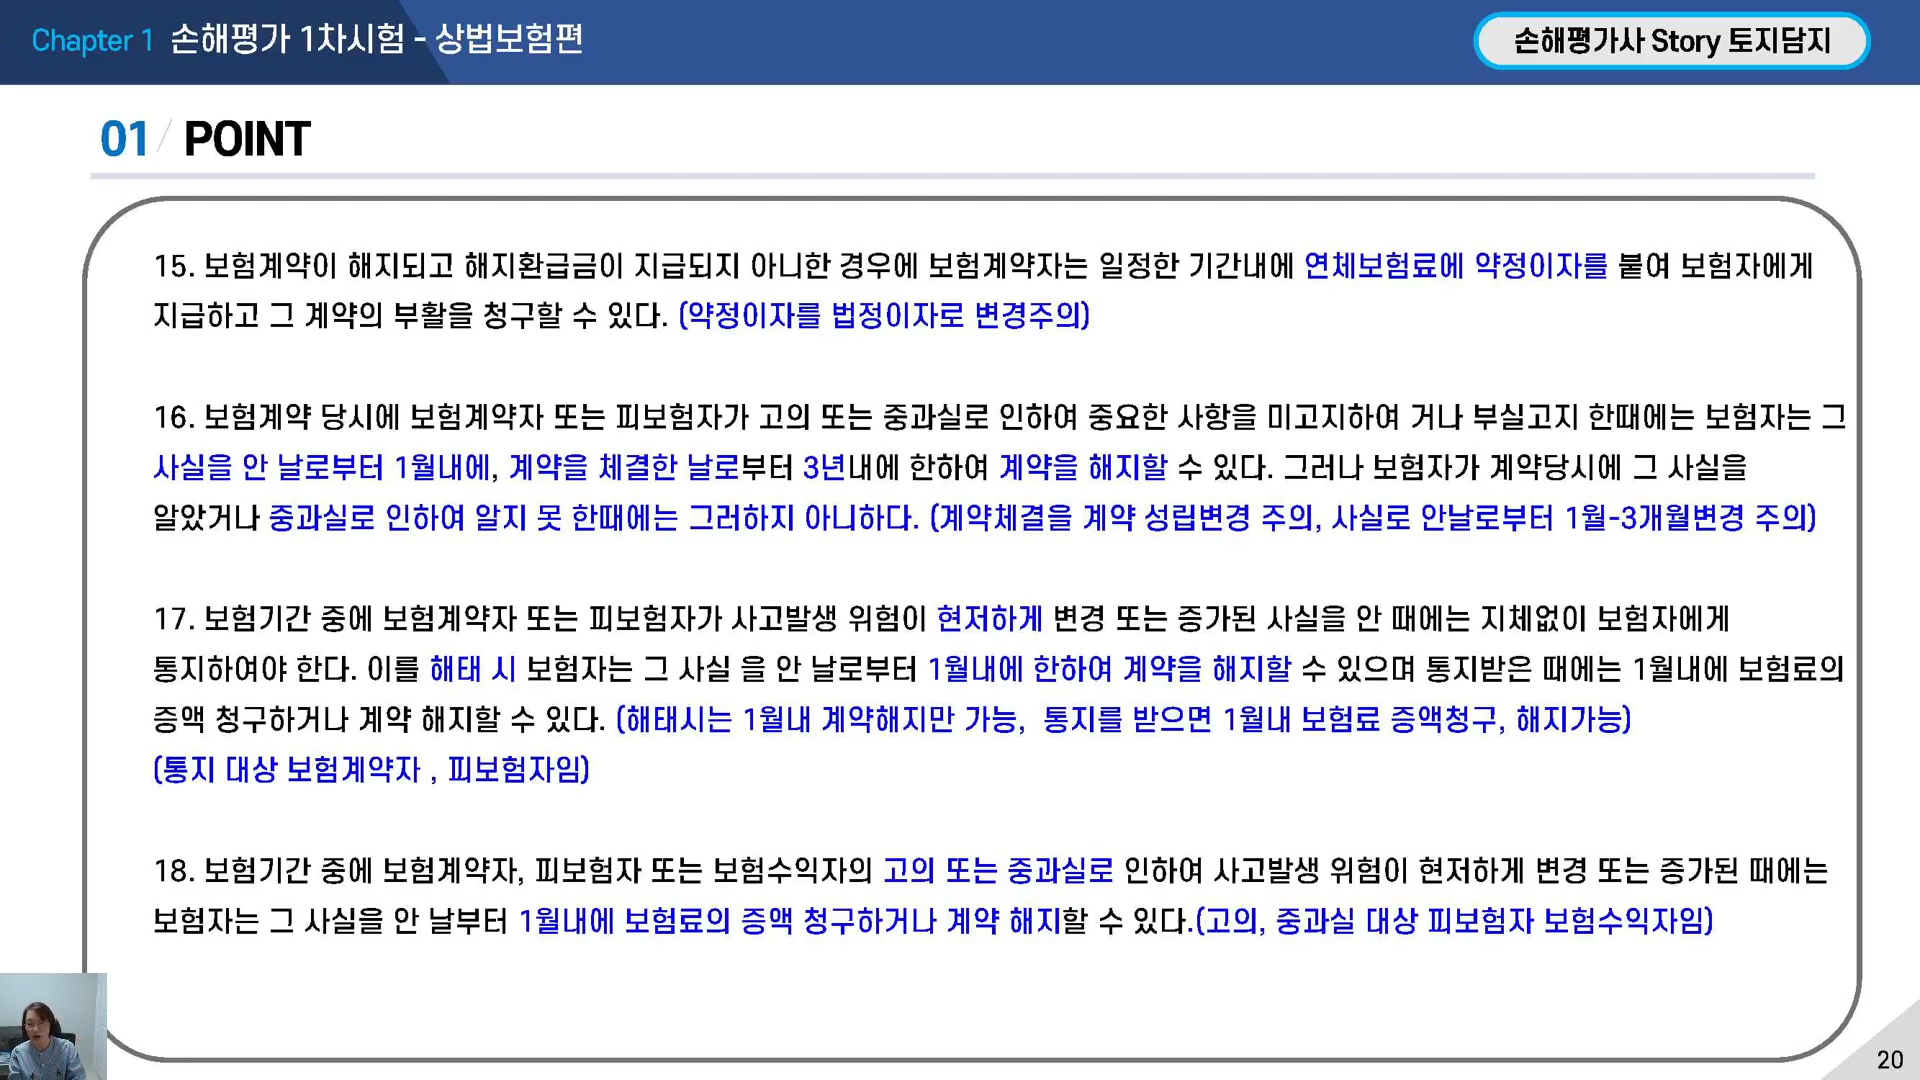 Chapter 1 손해평가 1차시험 - 상법보험편
손해평가사 Story 토지담지
01 / POINT
15. 보험계약이 해지되고 해지환급금이 지급되지 아니한 경우에 보험계약자는 일정한 기간내에 연체보험료에 약정이자를 붙여 보험자에게
지급하고 그 계약의 부활을 청구할 수 있다. (약정이자를 법정이자로 변경주의)
16. 보험계약 당시에 보험계약자 또는 피보험자가 고의 또는 중과실로 인하여 중요한 사항을 미고지하여 거나 부실고지 한때에는 보험자는 그
사실을 안 날로부터 1월내에, 계약을 체결한 날로부터 3년내에 한하여 계약을 해지할 수 있다. 그러나 보험자가 계약당시에 그 사실을
알았거나 중과실로 인하여 알지 못 한때에는 그러하지 아니하다. (계약체결을 계약 성립변경 주의, 사실로 안날로부터 1월-3개월변경 주의)
17. 보험기간 중에 보험계약자 또는 피보험자가 사고발생 위험이 현저하게 변경 또는 증가된 사실을 안 때에는 지체없이 보험자에게
통지하여야 한다. 이를 해태 시 보험자는 그 사실 을 안 날로부터 1월내에 한하여 계약을 해지할 수 있으며 통지받은 때에는 1월내에 보험료의
증액 청구하거나 계약 해지할 수 있다. (해태시는 1월내 계약해지만 가능, 통지를 받으면 1월내 보험료 증액청구, 해지가능)
(통지 대상 보험계약자 , 피보험자임)
18. 보험기간 중에 보험계약자, 피보험자 또는 보험수익자의 고의 또는 중과실로 인하여 사고발생 위험이 현저하게 변경 또는 증가된 때에는
보험자는 그 사실을 안 날부터 1월내에 보험료의 증액 청구하거나 계약 해지할 수 있다.(고의, 중과실 대상 피보험자 보험수익자임)
20